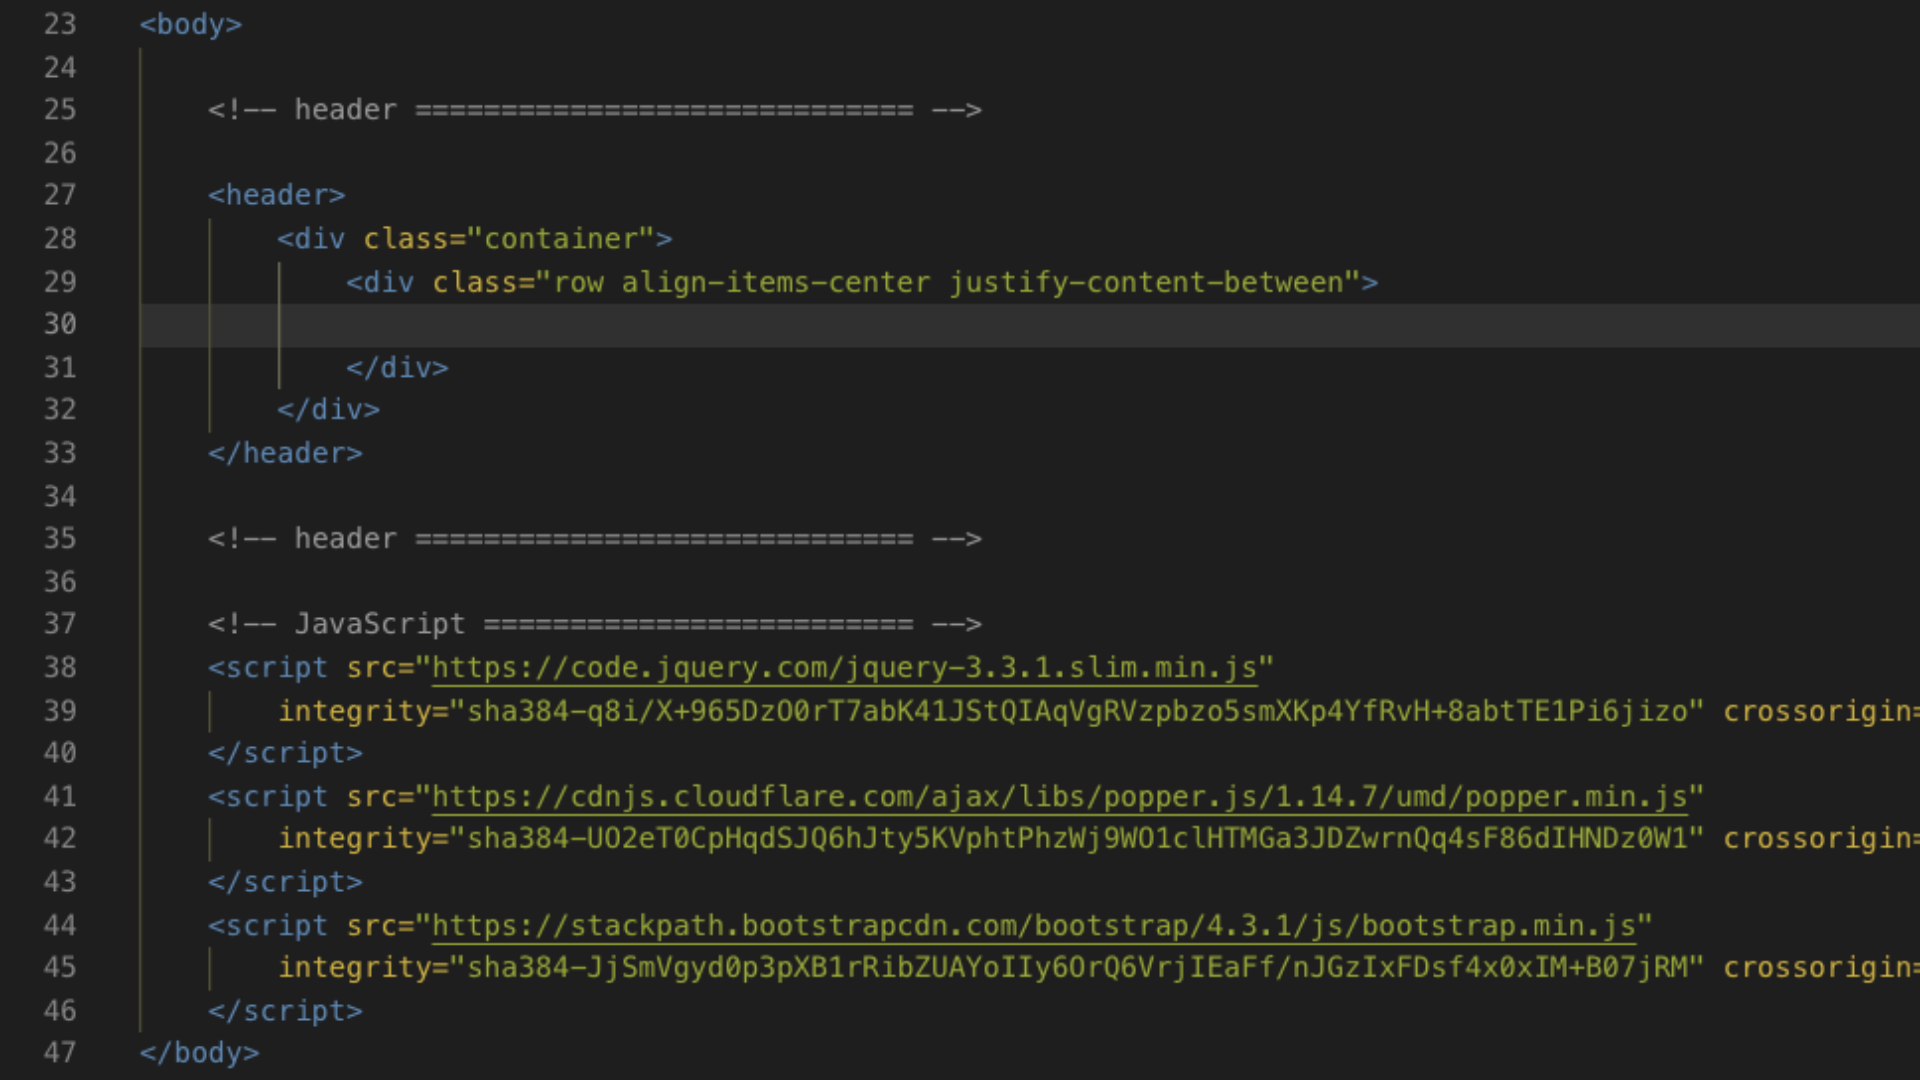 23 <body>
24
25 <!-- header ============================= -->
26
27 <header>
28 <div class="container">
29 <div class="row align-items-center justify-content-between">
30
31 </div>
32 </div>
33 </header>
34
35 <!-- header ============================= -->
36
37 <!-- JavaScript ========================= -->
38 <script src="https://code.jquery.com/jquery-3.3.1.slim.min.js"
39 integrity="sha384-q8i/X+965DzO0rT7abK41JStQIAqVgRVzpbzo5smXKp4YfRvH+8abtTE1Pi6jizo" crossorigin=
40 </script>
41 <script src="https://cdnjs.cloudflare.com/ajax/libs/popper.js/1.14.7/umd/popper.min.js"
42 integrity="sha384-UO2eT0CpHqdSJQ6hJty5KVphtPhzWj9WO1clHTMGa3JDZwrnQq4sF86dIHNDz0W1" crossorigin=
43 </script>
44 <script src="https://stackpath.bootstrapcdn.com/bootstrap/4.3.1/js/bootstrap.min.js"
45 integrity="sha384-JjSmVgyd0p3pXB1rRibZUAYoIIy6OrQ6VrjIEaFf/nJGzIxFDsf4x0xIM+B07jRM" crossorigin=
46 </script>
47 </body>